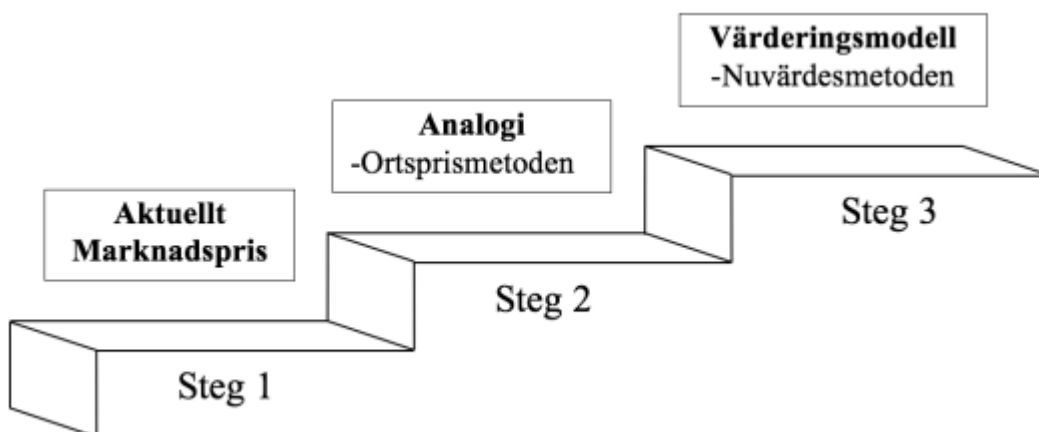 Aktuellt
Marknadspris
Steg 1
Analogi
-Ortsprismetoden
Steg 2
Värderingsmodell
-Nuvärdesmetoden
Steg 3